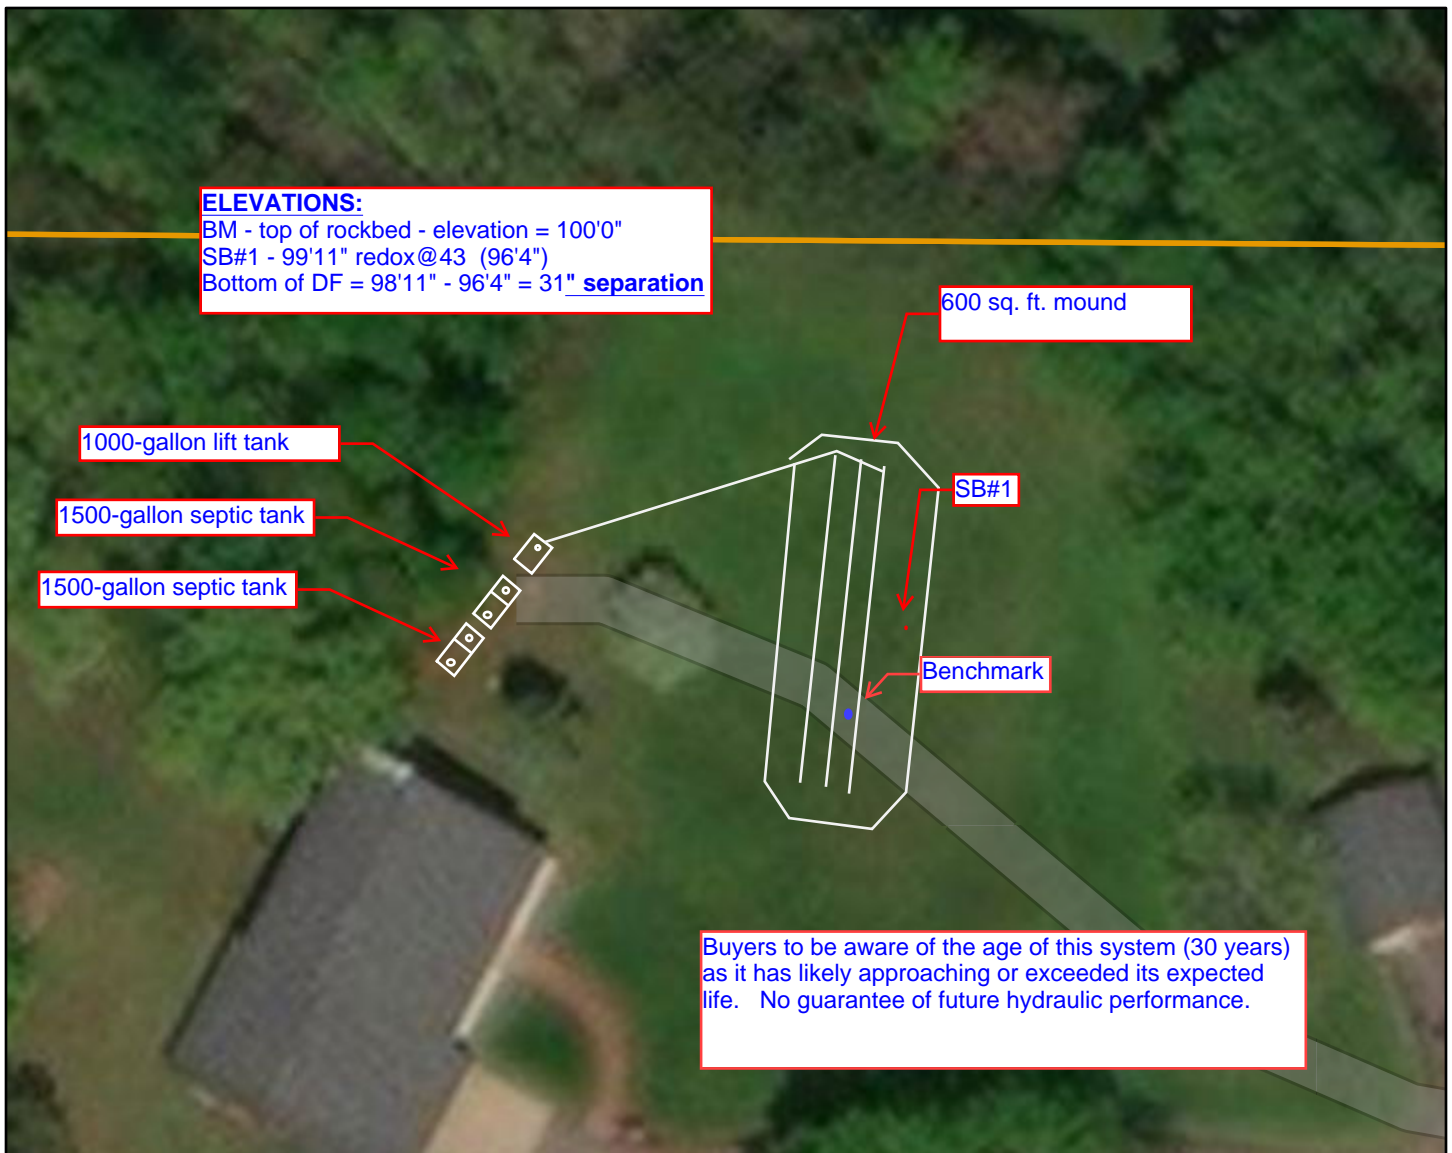 ELEVATIONS:
BM - top of rockbed - elevation = 100'0"
SB#1 - 99'11" redox@43  (96'4")
Bottom of DF = 98'11" - 96'4" = 31" separation
600 sq. ft. mound
1000-gallon lift tank
SB#1
1500-gallon septic tank
1500-gallon septic tank
Benchmark
Buyers to be aware of the age of this system (30 years)
as it has likely approaching or exceeded its expected
life.   No guarantee of future hydraulic performance.